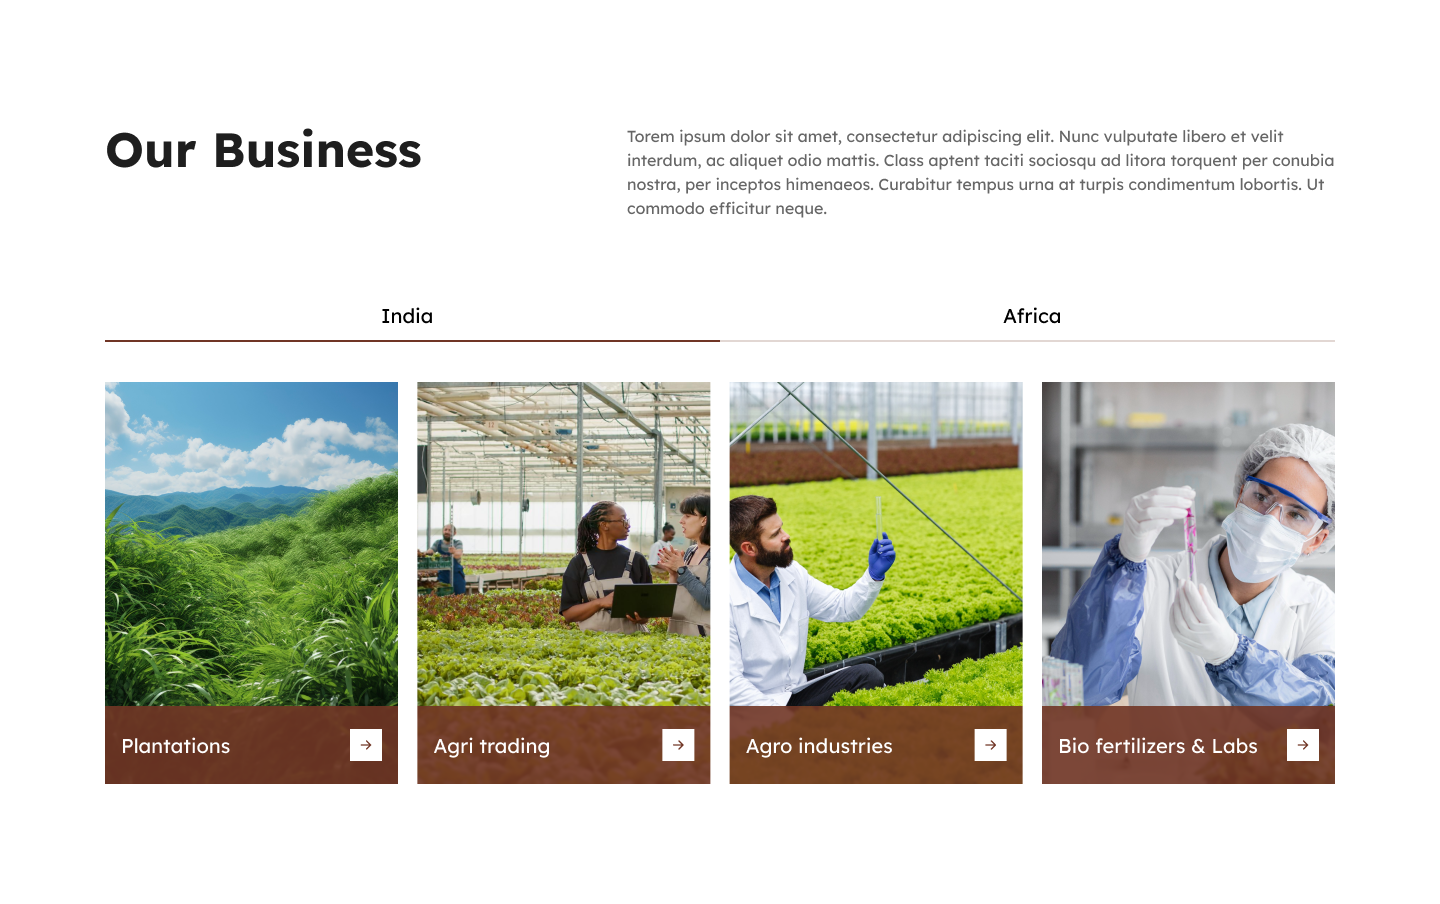 Our Business
Torem ipsum dolor sit amet, consectetur adipiscing elit. Nunc vulputate libero et velit
interdum, ac aliquet odio mattis. Class aptent taciti sociosqu ad litora torquent per conubia
nostra, per inceptos himenaeos. Curabitur tempus urna at turpis condimentum lobortis. Ut
commodo efficitur neque.
India
Africa
Plantations
Agri trading
Agro industries
Bio fertilizers & Labs